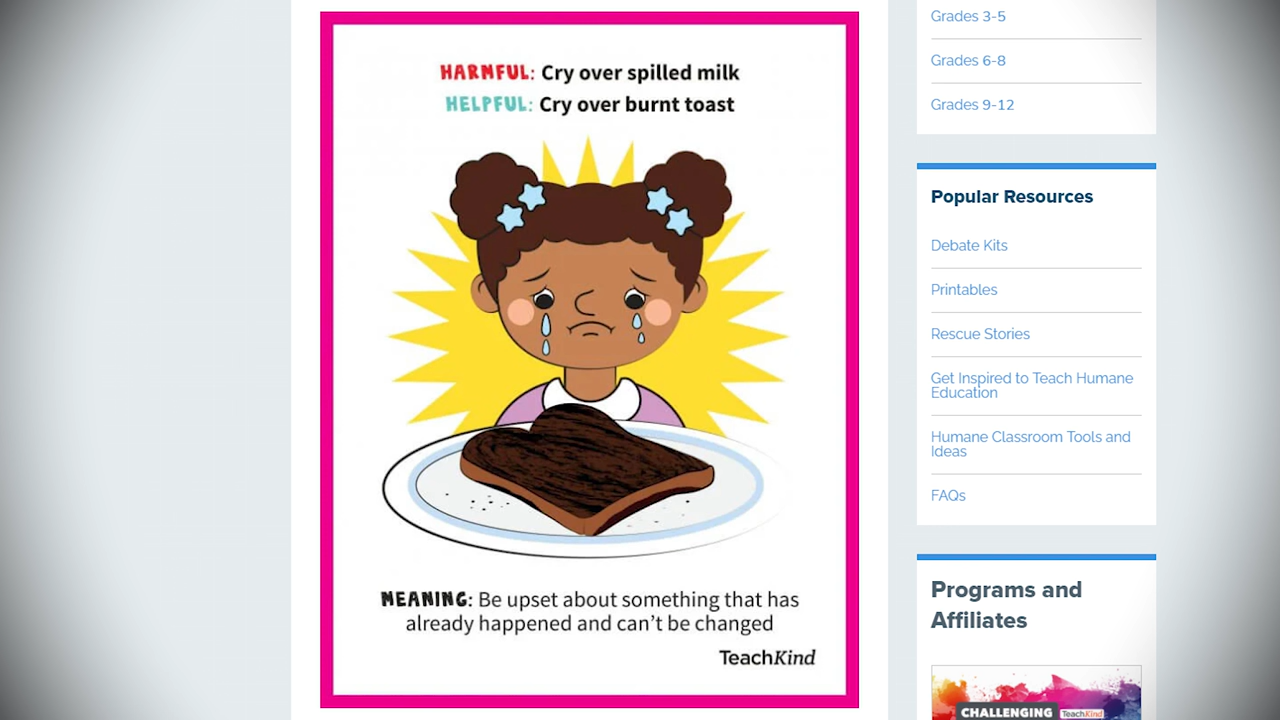 HARMFUL: Cry over spilled milk
HELPFUL: Cry over burnt toast
MEANING: Be upset about something that has
already happened and can't be changed
TeachKind
Grades 3-5
Grades 6-8
Grades 9-12
Popular Resources
Debate Kits
Printables
Rescue Stories
Get Inspired to Teach Humane
Education
Humane Classroom Tools and
Ideas
FAQs
Programs and
Affiliates
CHALLENGING TeachKind